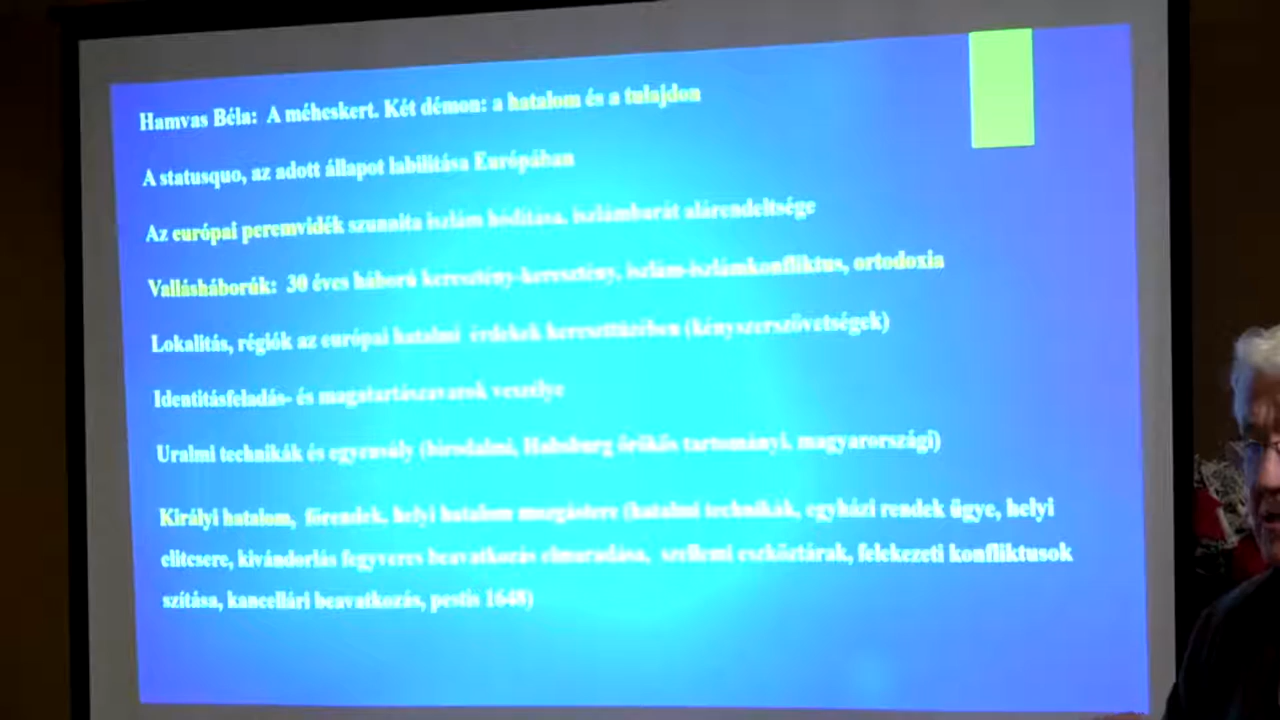 Hamvas Béla: A méheskert. Két démon: a hatalom és a tulajdon
A statusquo, az adott állapot labilitása Európában
Az európai peremvidék szunnita iszlám hódítása, iszlámbarát alárendeltsége
Vallásháborúk: 30 éves háború keresztény-keresztény, iszlám-iszlámkonfliktus, ortodoxia
Lokalitás, régiók az európai hatalmi érdekek kereszttüzében (kényszerszövetségek)
Identitásfeladás- és magatartászavarok veszélye
Uralmi technikák és egyensúly (birodalmi, Habsburg örökös tartományi, magyarországi)
Királyi hatalom, főrendek, helyi hatalom mozgástere (hatalmi technikák, egyházi rendek ügye, helyi
elitcsere, kivándorlás fegyveres beavatkozás elmaradása, szellemi eszköztárak, felekezeti konfliktusok
szítása, kancellári beavatkozás, pestis 1648)